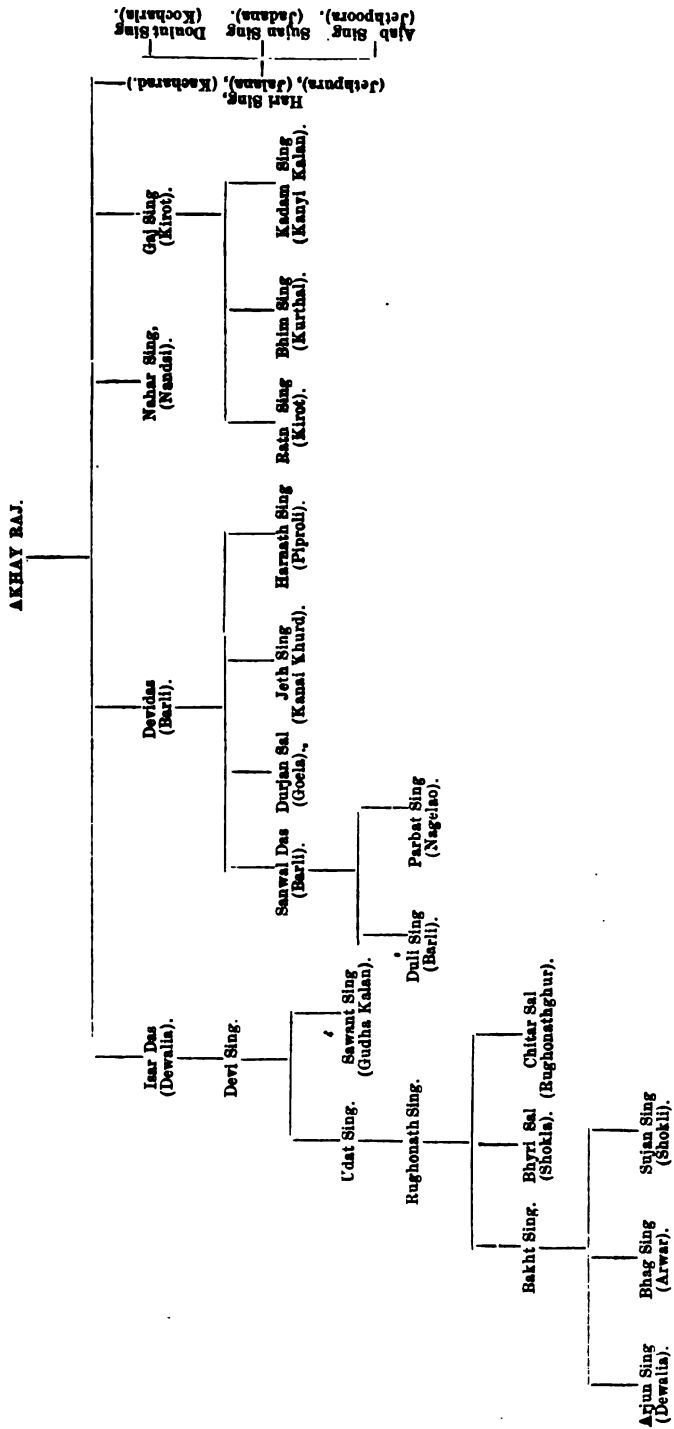 AKHAY RAJ.
Isar Das
(Dewalia).
Devidas
(Barli).
Nahar Sing,
(Nandsi).
Gaj Sing
(Kirot).
Hari Sing,
(Jethpura), (Jalana), (Kacharad.)
Devi Sing.
Sanwal Das
(Barli).
Durjan Sal
(Goela).,
Jeth Sing
(Kanai Khurd).
Harnath Sing
(Piproli).
Ratn Sing
(Kirot).
Bhim Sing
(Kurthal).
Kadam Sing
(Kanyi Kalan).
Ajab Sing
(Jethpoora).
Sujan Sing
(Jadana).
Doulut Sing
(Kocharia).
Udat Sing.
Sawant Sing
(Gudha Kalan).
Duli Sing
(Barli).
Parbat Sing
(Nagelao).
Rughonath Sing.
Bakht Sing.
Bhyri Sal
(Shokla).
Chitar Sal
(Rughonathghur).
Arjun Sing
(Dewalia).
Bhag Sing
(Arwar).
Sujan Sing
(Shokli).